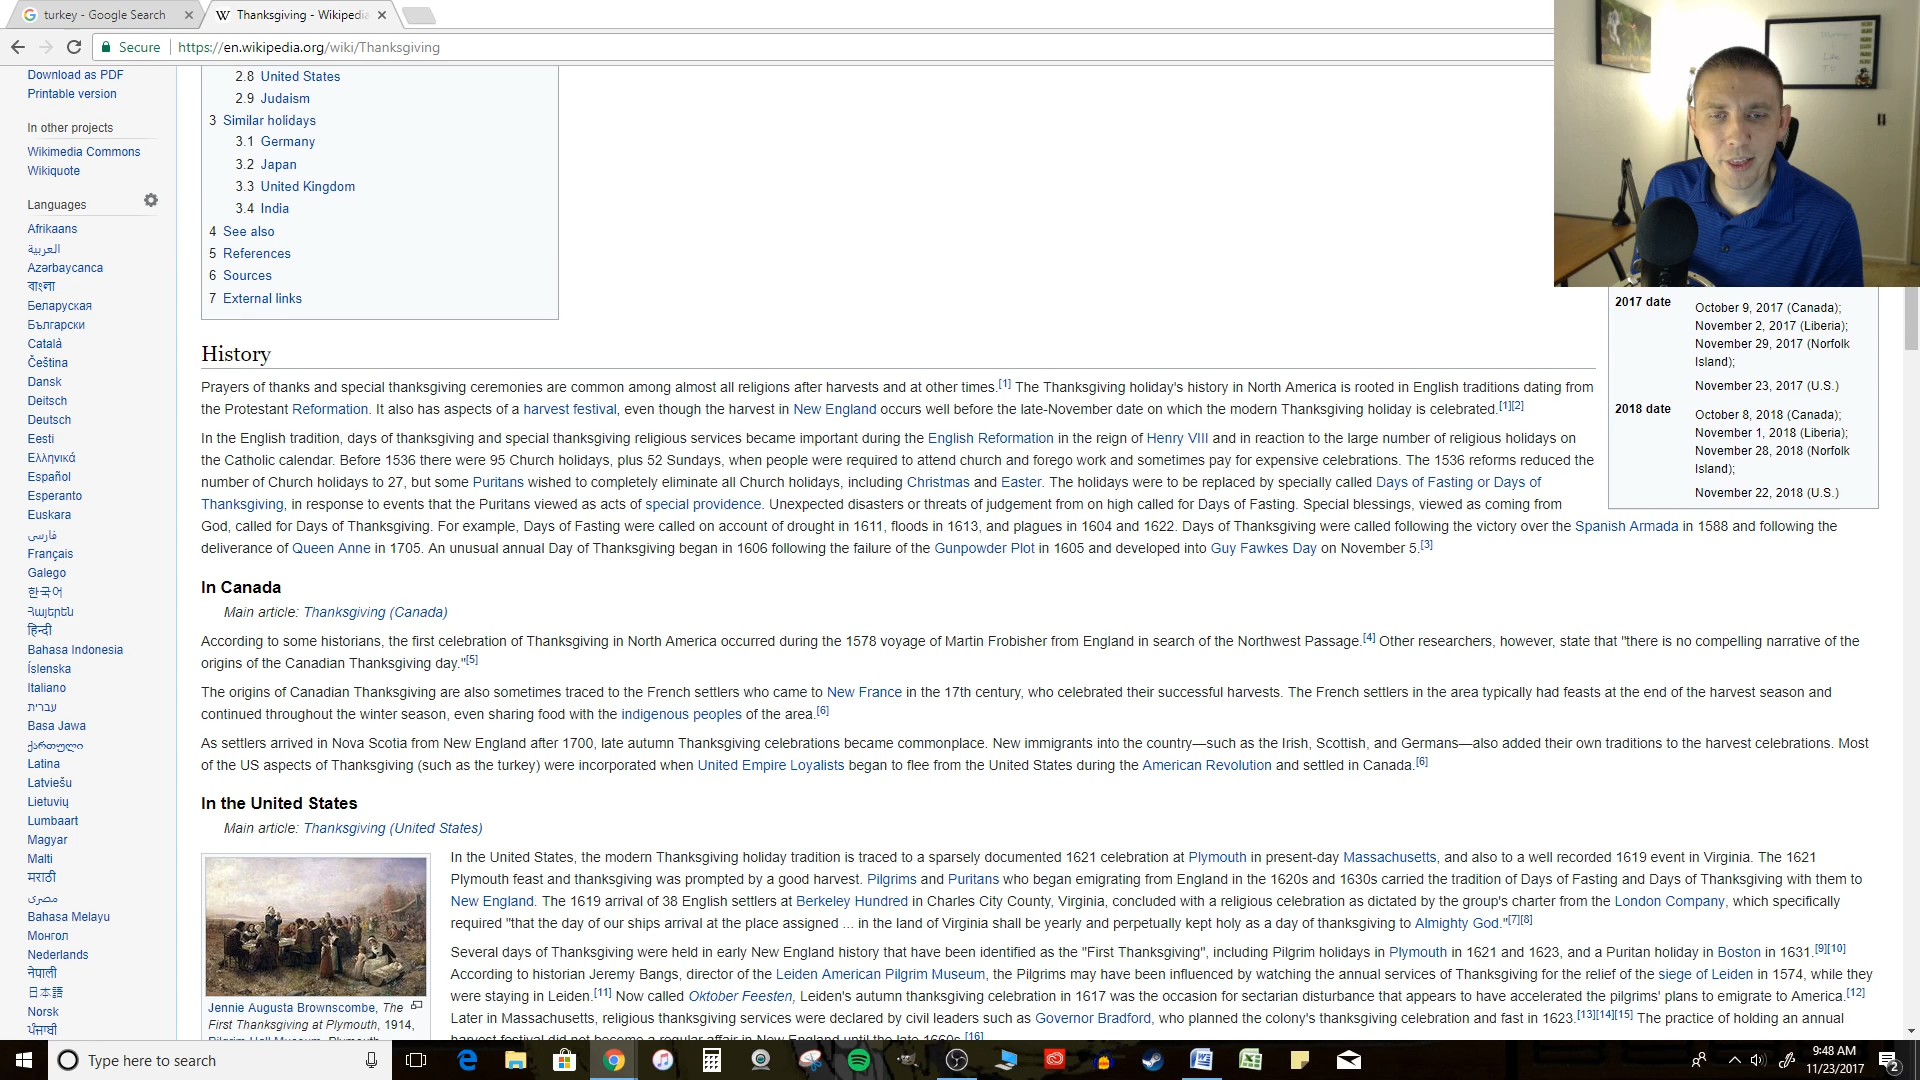 turkey - Google Search
Thanksgiving - Wikipedia
Secure
https://en.wikipedia.org/wiki/Thanksgiving
Download as PDF
Printable version
In other projects
Wikimedia Commons
Wikiquote
Languages
Afrikaans
العربية
Azərbaycanca
বাংলা
Беларуская
Български
Català
Čeština
Dansk
Deitsch
Deutsch
Eesti
Ελληνικά
Español
Esperanto
Euskara
فارسی
Français
Galego
한국어
Հայերեն
हिन्दी
Bahasa Indonesia
Íslenska
Italiano
עברית
Basa Jawa
ქართული
Latina
Latviešu
Lietuvių
Lumbaart
Magyar
Malti
मराठी
مصرى
Bahasa Melayu
Монгол
Nederlands
नेपाली
日本語
Norsk
ਪੰਜਾਬੀ
2.8 United States
2.9 Judaism
3 Similar holidays
3.1 Germany
3.2 Japan
3.3 United Kingdom
3.4 India
4 See also
5 References
6 Sources
7 External links
2017 date
October 9, 2017 (Canada);
November 2, 2017 (Liberia);
November 29, 2017 (Norfolk
Island);
November 23, 2017 (U.S.)
2018 date
October 8, 2018 (Canada);
November 1, 2018 (Liberia);
November 28, 2018 (Norfolk
Island);
November 22, 2018 (U.S.)
History
Prayers of thanks and special thanksgiving ceremonies are common among almost all religions after harvests and at other times.[1] The Thanksgiving holiday's history in North America is rooted in English traditions dating from
the Protestant Reformation. It also has aspects of a harvest festival, even though the harvest in New England occurs well before the late-November date on which the modern Thanksgiving holiday is celebrated.[1][2]
In the English tradition, days of thanksgiving and special thanksgiving religious services became important during the English Reformation in the reign of Henry VIII and in reaction to the large number of religious holidays on
the Catholic calendar. Before 1536 there were 95 Church holidays, plus 52 Sundays, when people were required to attend church and forego work and sometimes pay for expensive celebrations. The 1536 reforms reduced the
number of Church holidays to 27, but some Puritans wished to completely eliminate all Church holidays, including Christmas and Easter. The holidays were to be replaced by specially called Days of Fasting or Days of
Thanksgiving, in response to events that the Puritans viewed as acts of special providence. Unexpected disasters or threats of judgement from on high called for Days of Fasting. Special blessings, viewed as coming from
God, called for Days of Thanksgiving. For example, Days of Fasting were called on account of drought in 1611, floods in 1613, and plagues in 1604 and 1622. Days of Thanksgiving were called following the victory over the Spanish Armada in 1588 and following the
deliverance of Queen Anne in 1705. An unusual annual Day of Thanksgiving began in 1606 following the failure of the Gunpowder Plot in 1605 and developed into Guy Fawkes Day on November 5.[3]
In Canada
Main article: Thanksgiving (Canada)
According to some historians, the first celebration of Thanksgiving in North America occurred during the 1578 voyage of Martin Frobisher from England in search of the Northwest Passage.[4] Other researchers, however, state that "there is no compelling narrative of the
origins of the Canadian Thanksgiving day."[5]
The origins of Canadian Thanksgiving are also sometimes traced to the French settlers who came to New France in the 17th century, who celebrated their successful harvests. The French settlers in the area typically had feasts at the end of the harvest season and
continued throughout the winter season, even sharing food with the indigenous peoples of the area.[6]
As settlers arrived in Nova Scotia from New England after 1700, late autumn Thanksgiving celebrations became commonplace. New immigrants into the country—such as the Irish, Scottish, and Germans—also added their own traditions to the harvest celebrations. Most
of the US aspects of Thanksgiving (such as the turkey) were incorporated when United Empire Loyalists began to flee from the United States during the American Revolution and settled in Canada.[6]
In the United States
Main article: Thanksgiving (United States)
In the United States, the modern Thanksgiving holiday tradition is traced to a sparsely documented 1621 celebration at Plymouth in present-day Massachusetts, and also to a well recorded 1619 event in Virginia. The 1621
Plymouth feast and thanksgiving was prompted by a good harvest. Pilgrims and Puritans who began emigrating from England in the 1620s and 1630s carried the tradition of Days of Fasting and Days of Thanksgiving with them to
New England. The 1619 arrival of 38 English settlers at Berkeley Hundred in Charles City County, Virginia, concluded with a religious celebration as dictated by the group's charter from the London Company, which specifically
required "that the day of our ships arrival at the place assigned ... in the land of Virginia shall be yearly and perpetually kept holy as a day of thanksgiving to Almighty God."[7][8]
Several days of Thanksgiving were held in early New England history that have been identified as the "First Thanksgiving", including Pilgrim holidays in Plymouth in 1621 and 1623, and a Puritan holiday in Boston in 1631.[9][10]
According to historian Jeremy Bangs, director of the Leiden American Pilgrim Museum, the Pilgrims may have been influenced by watching the annual services of Thanksgiving for the relief of the siege of Leiden in 1574, while they
were staying in Leiden.[11] Now called Oktober Feesten, Leiden's autumn thanksgiving celebration in 1617 was the occasion for sectarian disturbance that appears to have accelerated the pilgrims' plans to emigrate to America.[12]
Later in Massachusetts, religious thanksgiving services were declared by civil leaders such as Governor Bradford, who planned the colony's thanksgiving celebration and fast in 1623.[13][14][15] The practice of holding an annual
harvest festival did not become a regular affair in New England until the late 1660s.[16]
Jennie Augusta Brownscombe, The
First Thanksgiving at Plymouth, 1914,
Pilgrim Hall Museum, Plymouth
Type here to search
9:48 AM
11/23/2017
2